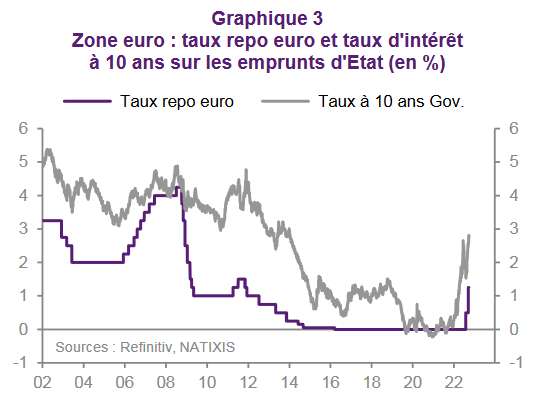 Graphique 3
Zone euro : taux repo euro et taux d'intérêt
à 10 ans sur les emprunts d'Etat (en %)
Taux repo euro Taux à 10 ans Gov.
6 6
5 5
4 4
3 3
2 2
1 1
0 0
-1 -1
Sources : Refinitiv, NATIXIS
02 04 06 08 10 12 14 16 18 20 22